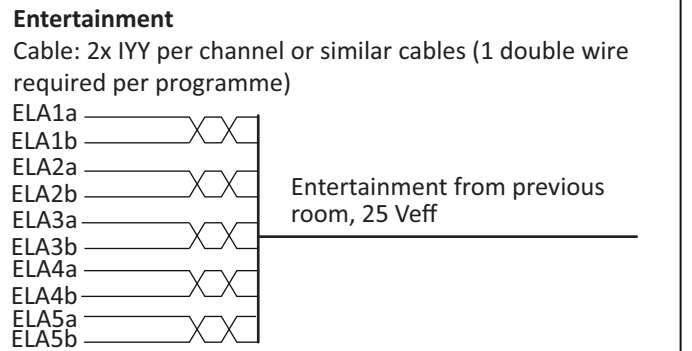 Entertainment
Cable: 2x IYY per channel or similar cables (1 double wire
required per programme)
ELA1a
ELA1b
ELA2a
ELA2b
ELA3a
ELA3b
ELA4a
ELA4b
ELA5a
ELA5b
Entertainment from previous
room, 25 Veff